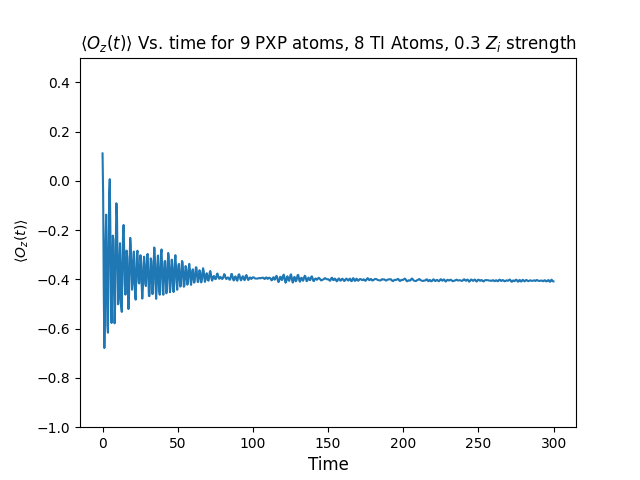 ⟨O_z(t)⟩ Vs. time for 9 PXP atoms, 8 TI Atoms, 0.3 Z_i strength
0.4
0.2
0.0
−0.2
−0.4
−0.6
−0.8
−1.0
⟨O_z(t)⟩
0 50 100 150 200 250 300
Time